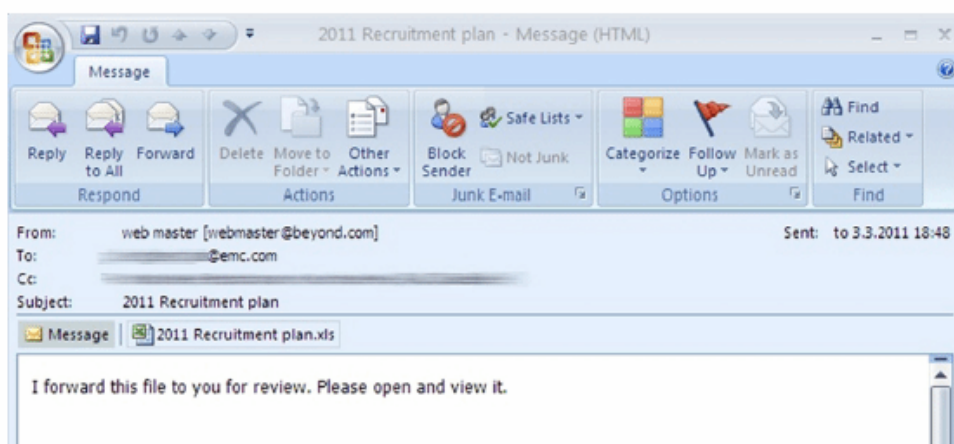 2011 Recruitment plan - Message (HTML)
Message
Reply Reply to All Forward Delete Move to Folder Other Actions Block Sender Safe Lists Not Junk Categorize Follow Up Mark as Unread Find Related Select
Respond Actions Junk E-mail Options Find
From: web master [webmaster@beyond.com] Sent: to 3.3.2011 18:48
To: @emc.com
Cc:
Subject: 2011 Recruitment plan
Message 2011 Recruitment plan.xls
I forward this file to you for review. Please open and view it.